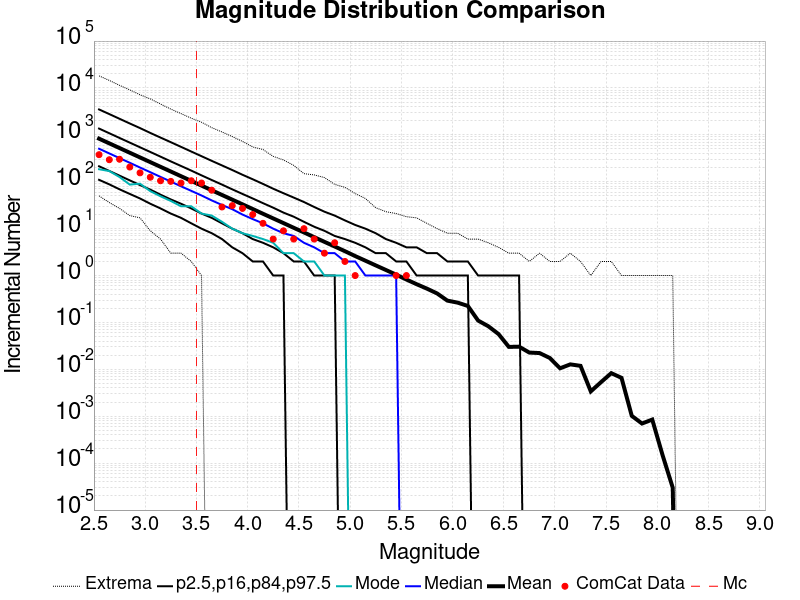 Magnitude Distribution Comparison
Incremental Number
10^5
10^4
10^3
10^2
10^1
10^0
10^-1
10^-2
10^-3
10^-4
10^-5
2.5 3.0 3.5 4.0 4.5 5.0 5.5 6.0 6.5 7.0 7.5 8.0 8.5 9.0
Magnitude
Extrema p2.5,p16,p84,p97.5 Mode Median Mean ComCat Data Mc